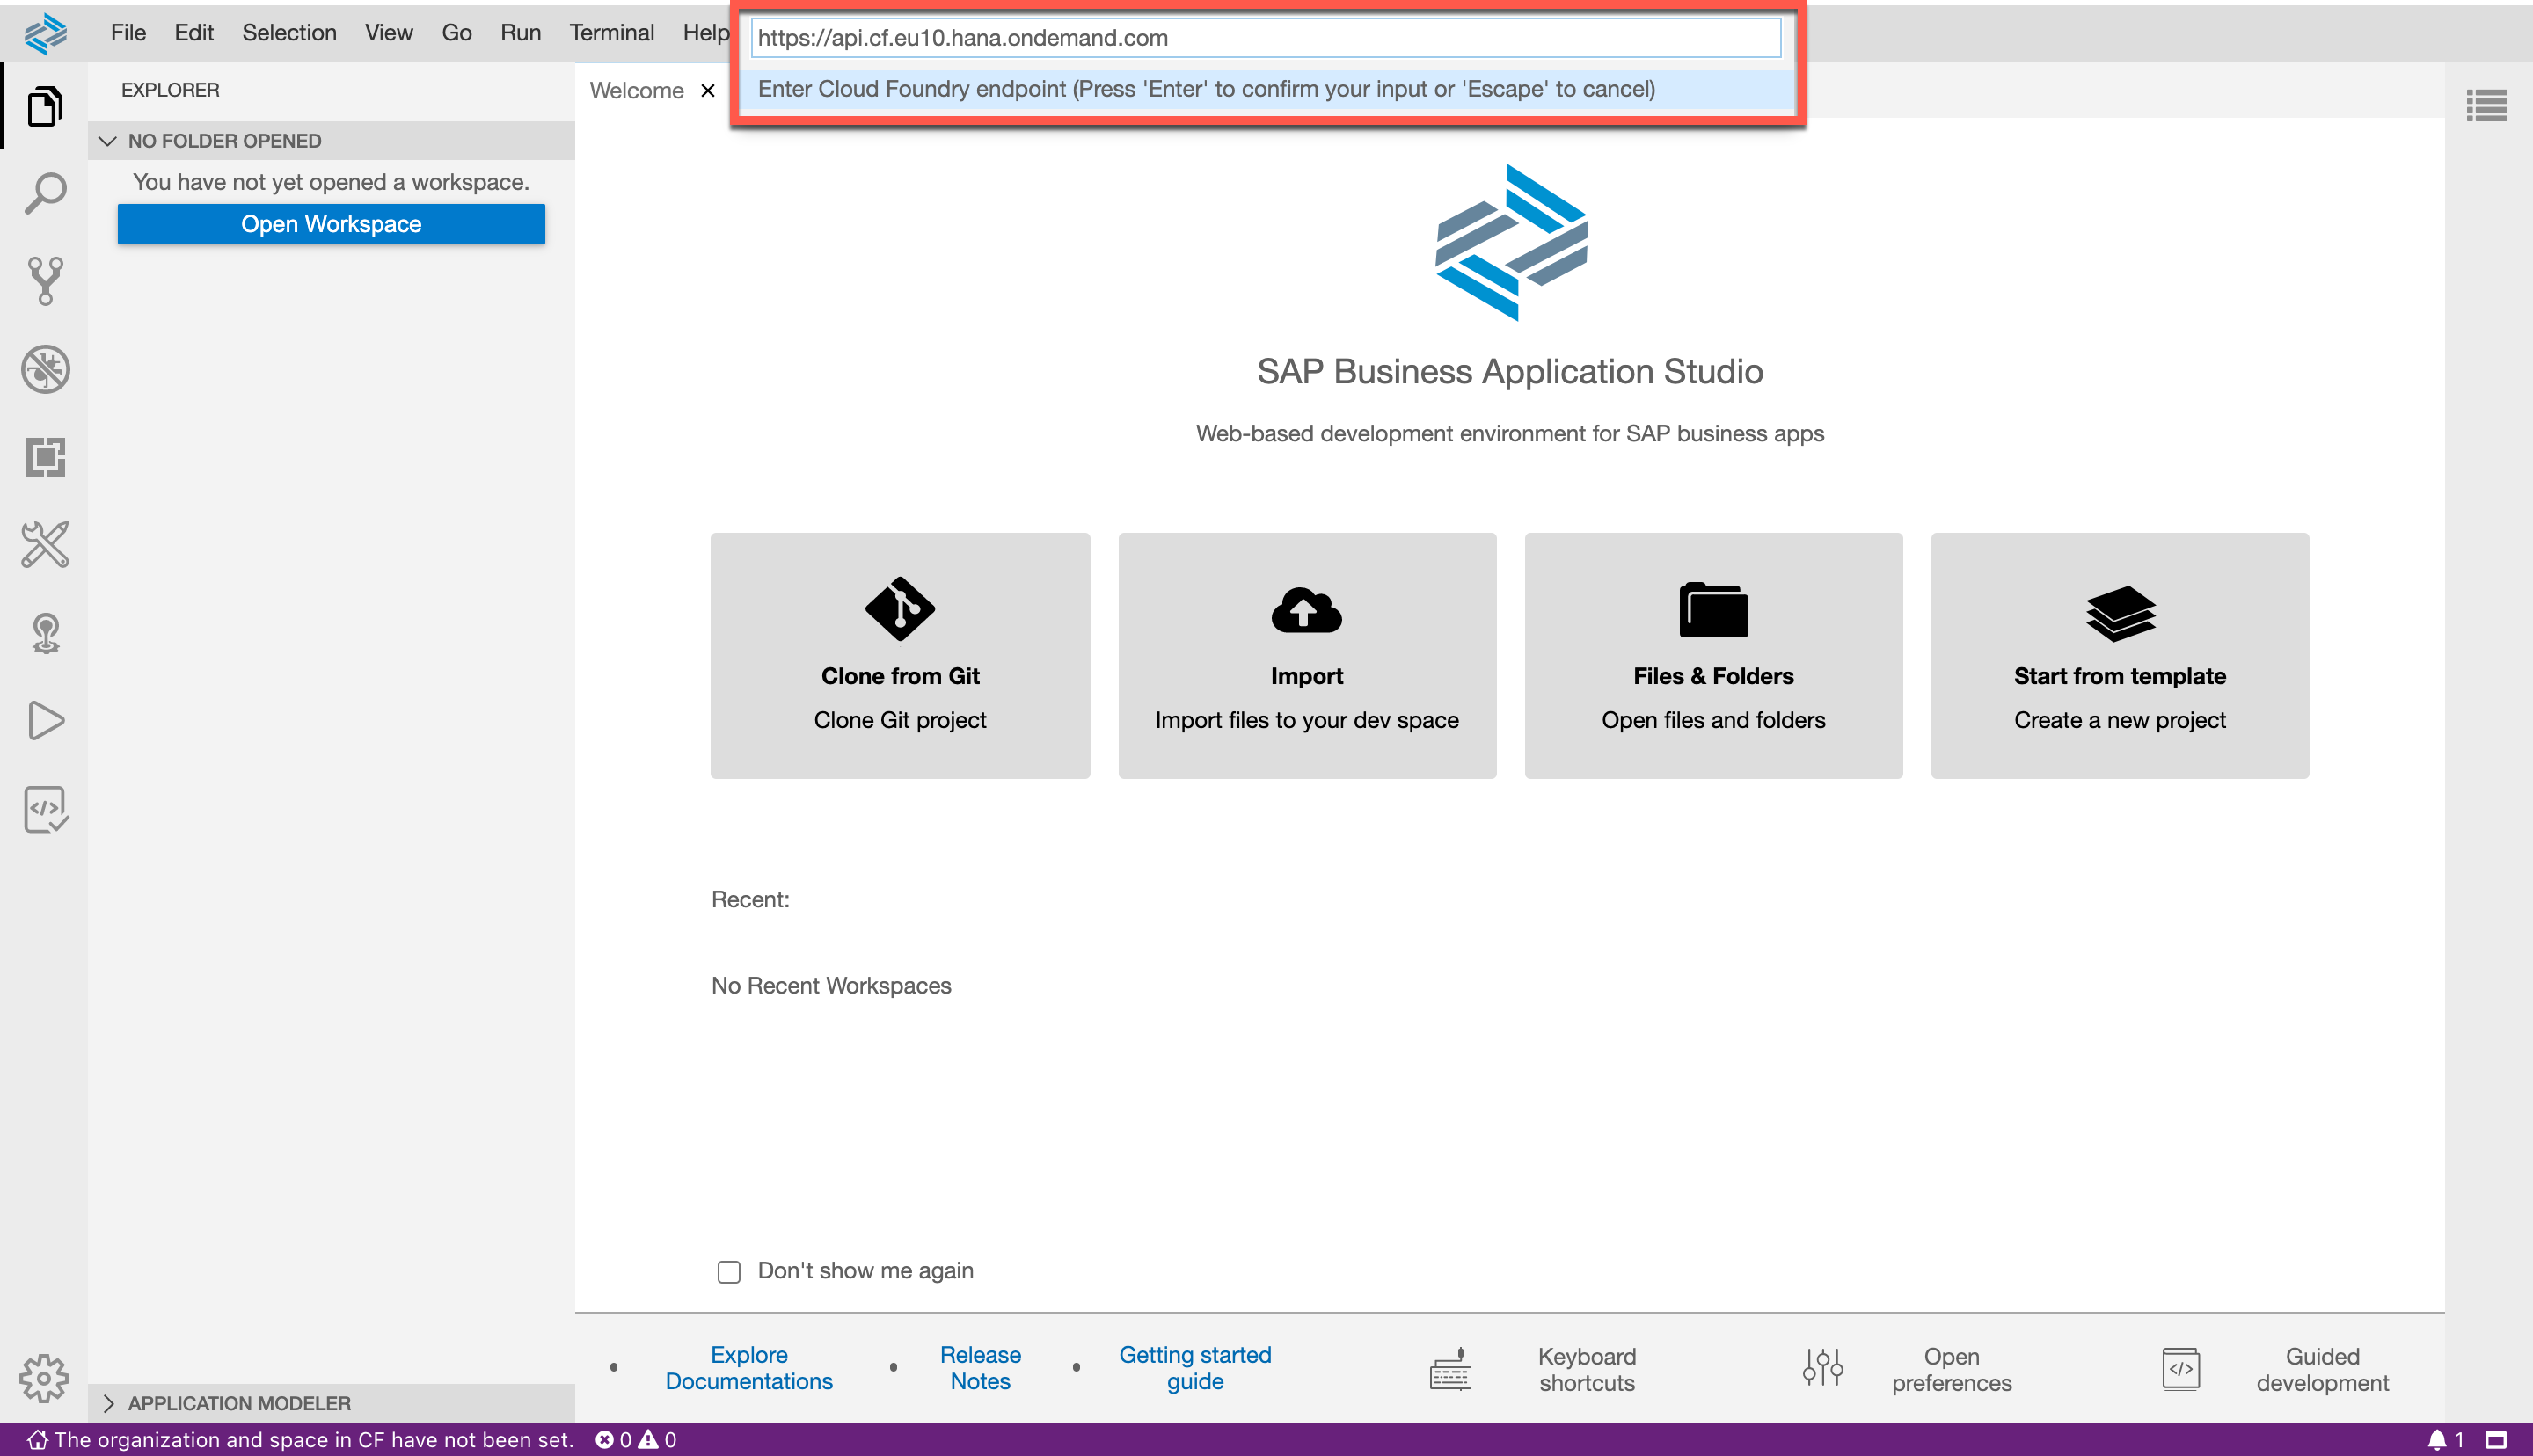 File Edit Selection View Go Run Terminal Help
https://api.cf.eu10.hana.ondemand.com
Enter Cloud Foundry endpoint (Press 'Enter' to confirm your input or 'Escape' to cancel)
EXPLORER
Welcome
NO FOLDER OPENED
You have not yet opened a workspace.
Open Workspace
SAP Business Application Studio
Web-based development environment for SAP business apps
Clone from Git
Clone Git project
Import
Import files to your dev space
Files & Folders
Open files and folders
Start from template
Create a new project
Recent:
No Recent Workspaces
Don't show me again
Explore
Documentations
Release
Notes
Getting started
guide
Keyboard
shortcuts
Open
preferences
Guided
development
APPLICATION MODELER
The organization and space in CF have not been set. 0 0 1